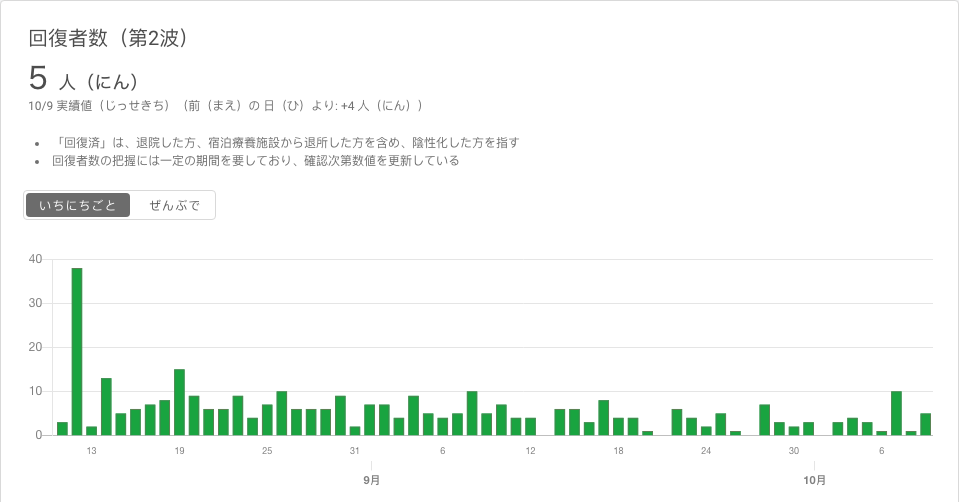 回復者数（第2波）
5 人（にん）
10/9 実績値（じっせきち）（前（まえ）の 日（ひ）より: +4 人（にん））
• 「回復済」は、退院した方、宿泊療養施設から退所した方を含め、陰性化した方を指す
• 回復者数の把握には一定の期間を要しており、確認次第数値を更新している
いちにちごと ぜんぶで
40
30
20
10
0
13 19 25 31 6 12 18 24 30 6
9月 10月